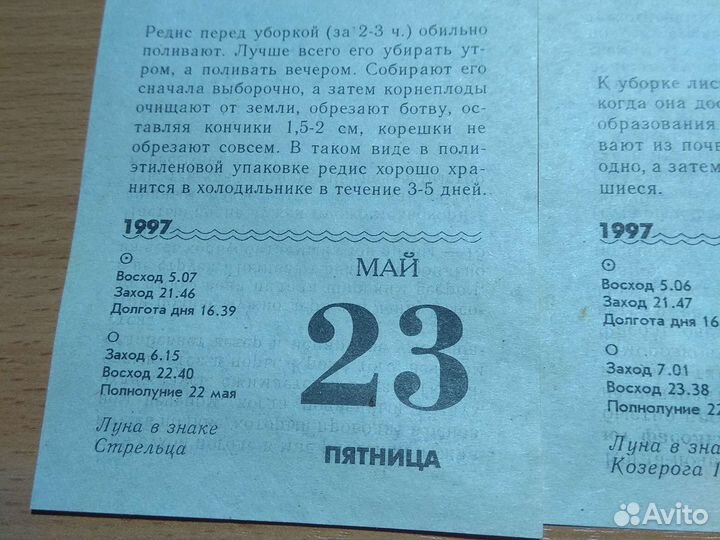 Редис перед уборкой (за 2-3 ч.) обильно
поливают. Лучше всего его убирать ут-
ром, а поливать вечером. Собирают его
сначала выборочно, а затем корнеплоды
очищают от земли, обрезают ботву, ос-
тавляя кончики 1,5-2 см, корешки не
обрезают совсем. В таком виде в поли-
этиленовой упаковке редис хорошо хра-
нится в холодильнике в течение 3-5 дней.
1997
МАЙ
Восход 5.07
Заход 21.46
Долгота дня 16.39
23
Заход 6.15
Восход 22.40
Полнолуние 22 мая
Луна в знаке
Стрельца
ПЯТНИЦА
К уборке лис
когда она дос
образования
вают из почв
одно, а затем
шиеся.
1997
Восход 5.06
Заход 21.47
Долгота дня 16
Заход 7.01
Восход 23.38
Полнолуние 22
Луна в зна
Козерога
Avito